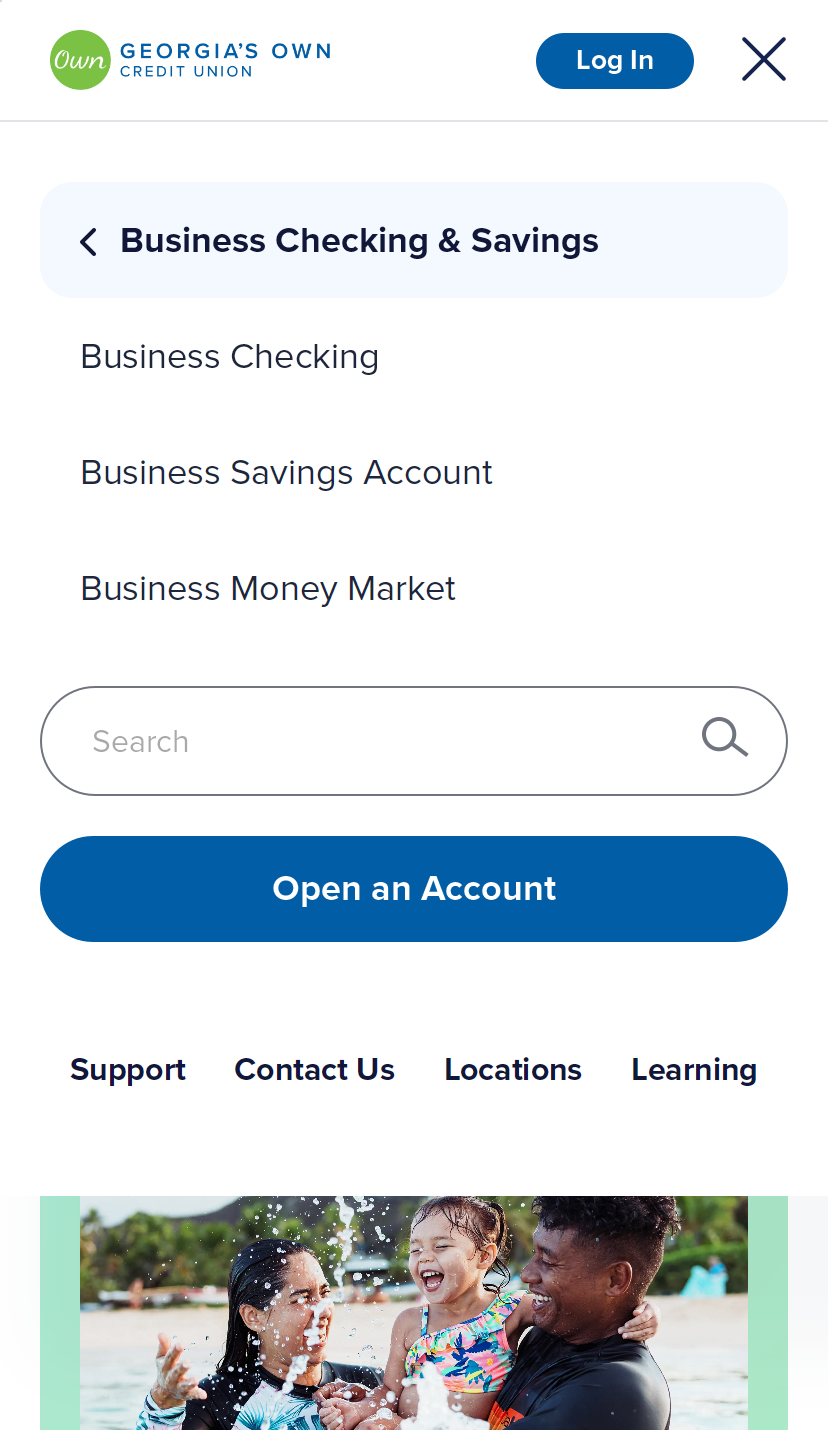 Own
GEORGIA'S OWN
CREDIT UNION
Log In
Business Checking & Savings
Business Checking
Business Savings Account
Business Money Market
Search
Open an Account
Support Contact Us Locations Learning